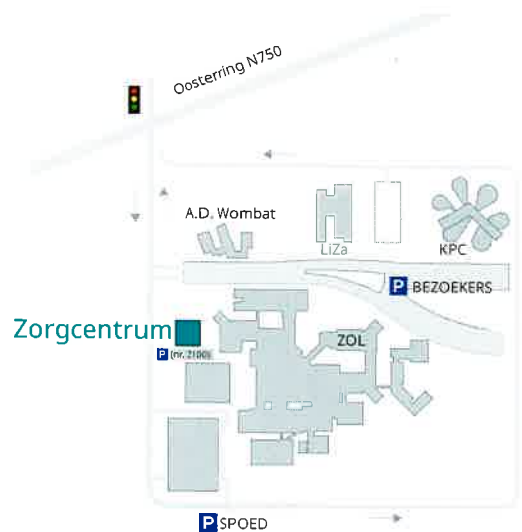 Oosterring N750
A.D. Wombat
LiZa
KPC
P BEZOEKERS
Zorgcentrum
ZOL
P (nr. 2100)
P SPOED